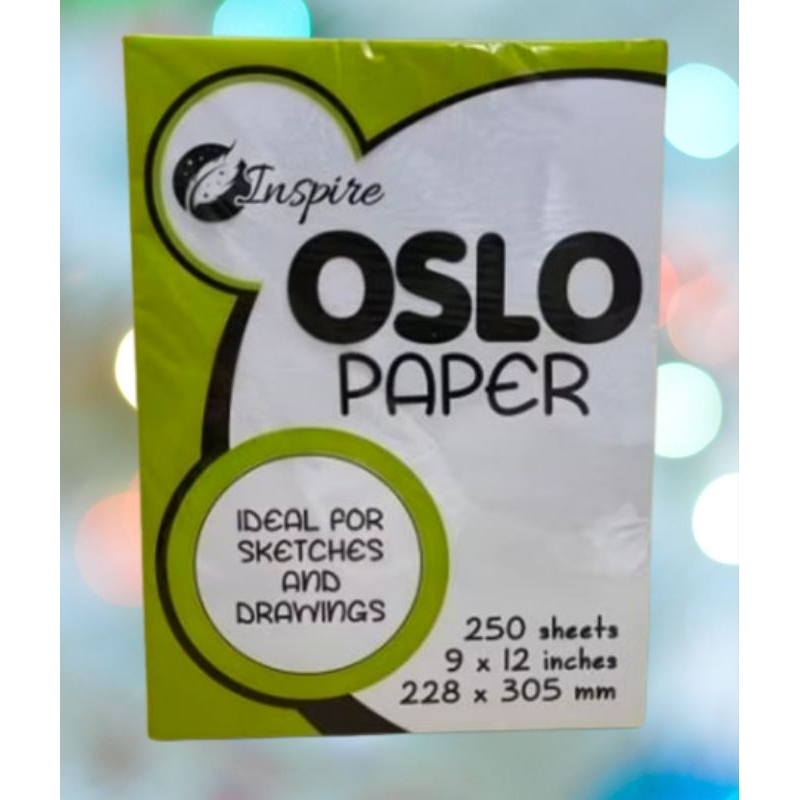 Inspire
OSLO
PAPER
IDEAL FOR
SKETCHES
AND
DRAWINGS
250 sheets
9 x 12 inches
228 x 305 mm